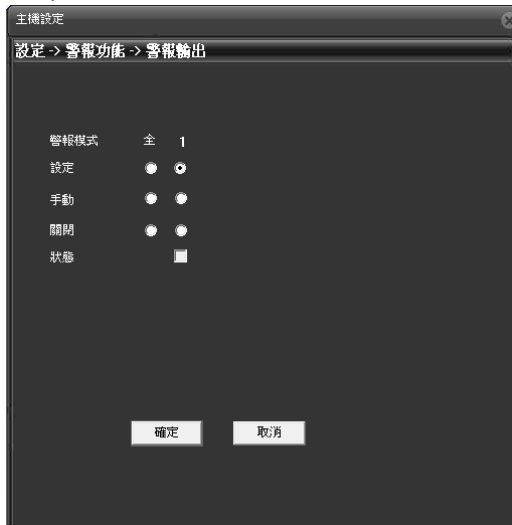 主機設定
設定 -> 警報功能 -> 警報輸出
警報模式 全 1
設定
手動
關閉
狀態
確定 取消